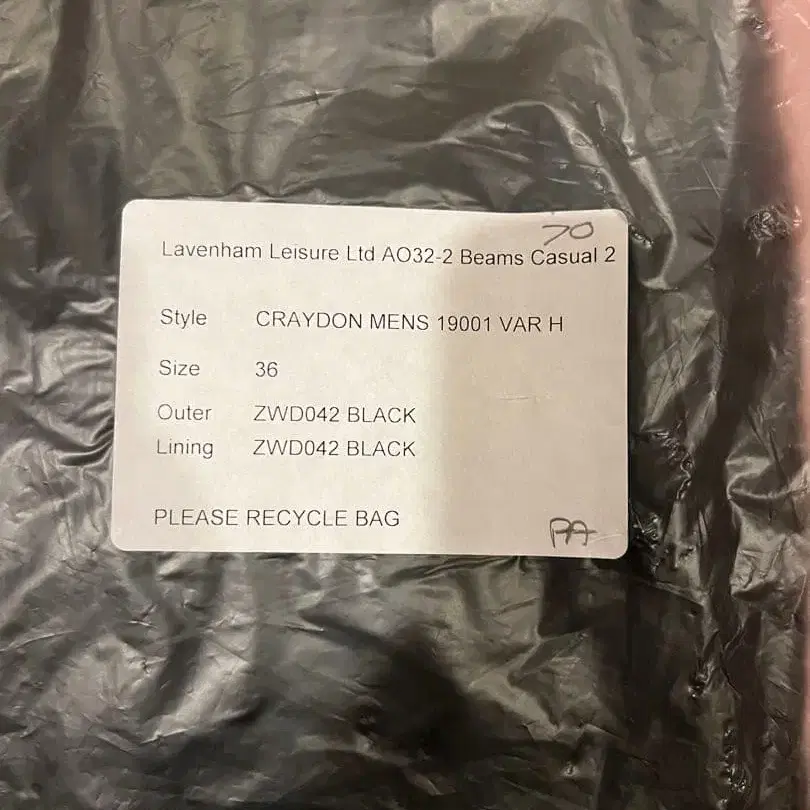 70
Lavenham Leisure Ltd AO32-2 Beams Casual 2
Style CRAYDON MENS 19001 VAR H
Size 36
Outer ZWD042 BLACK
Lining ZWD042 BLACK
PLEASE RECYCLE BAG
PA